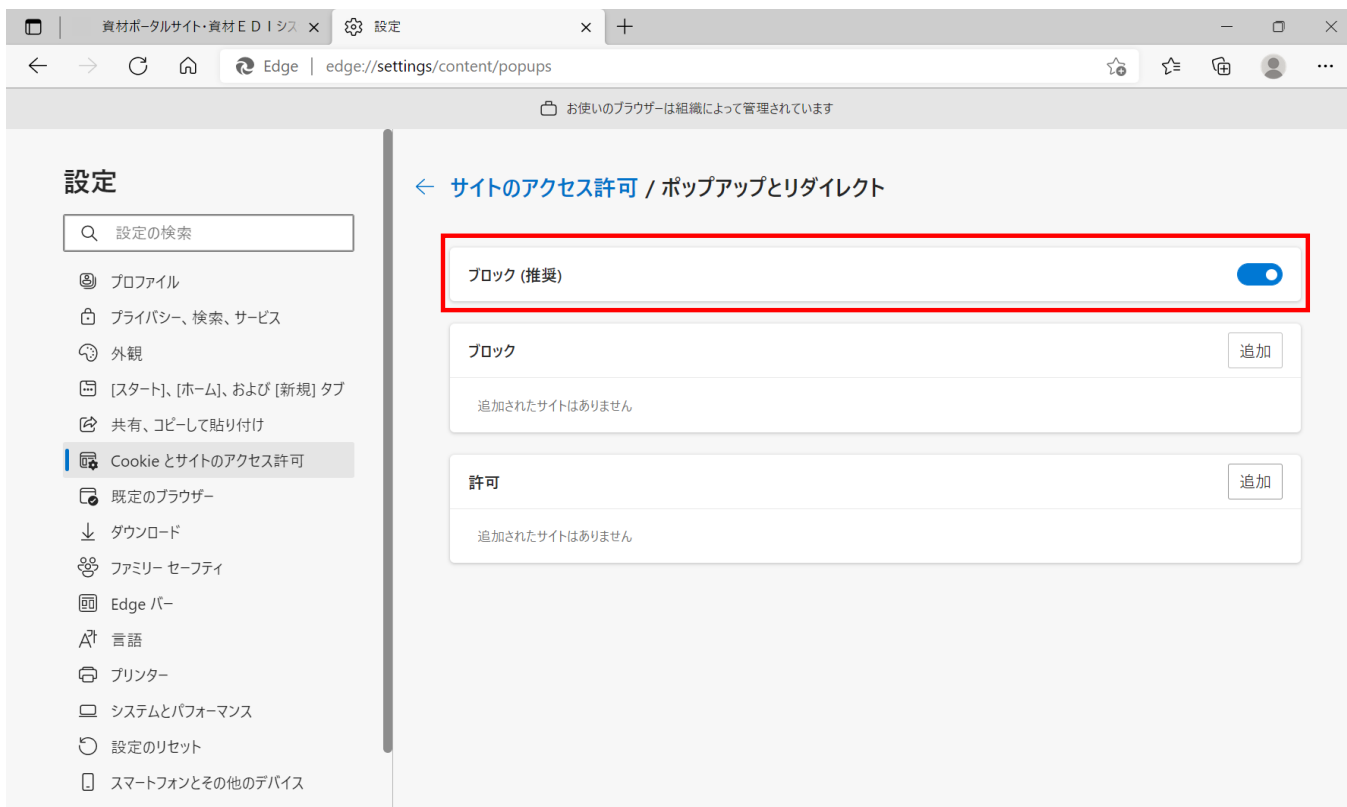 資材ポータルサイト・資材ＥＤＩシス
設定
Edge | edge://settings/content/popups
お使いのブラウザーは組織によって管理されています
設定
設定の検索
プロファイル
プライバシー、検索、サービス
外観
[スタート]、[ホーム]、および [新規] タブ
共有、コピーして貼り付け
Cookie とサイトのアクセス許可
既定のブラウザー
ダウンロード
ファミリー セーフティ
Edge バー
言語
プリンター
システムとパフォーマンス
設定のリセット
スマートフォンとその他のデバイス
サイトのアクセス許可 / ポップアップとリダイレクト
ブロック (推奨)
ブロック
追加
追加されたサイトはありません
許可
追加
追加されたサイトはありません